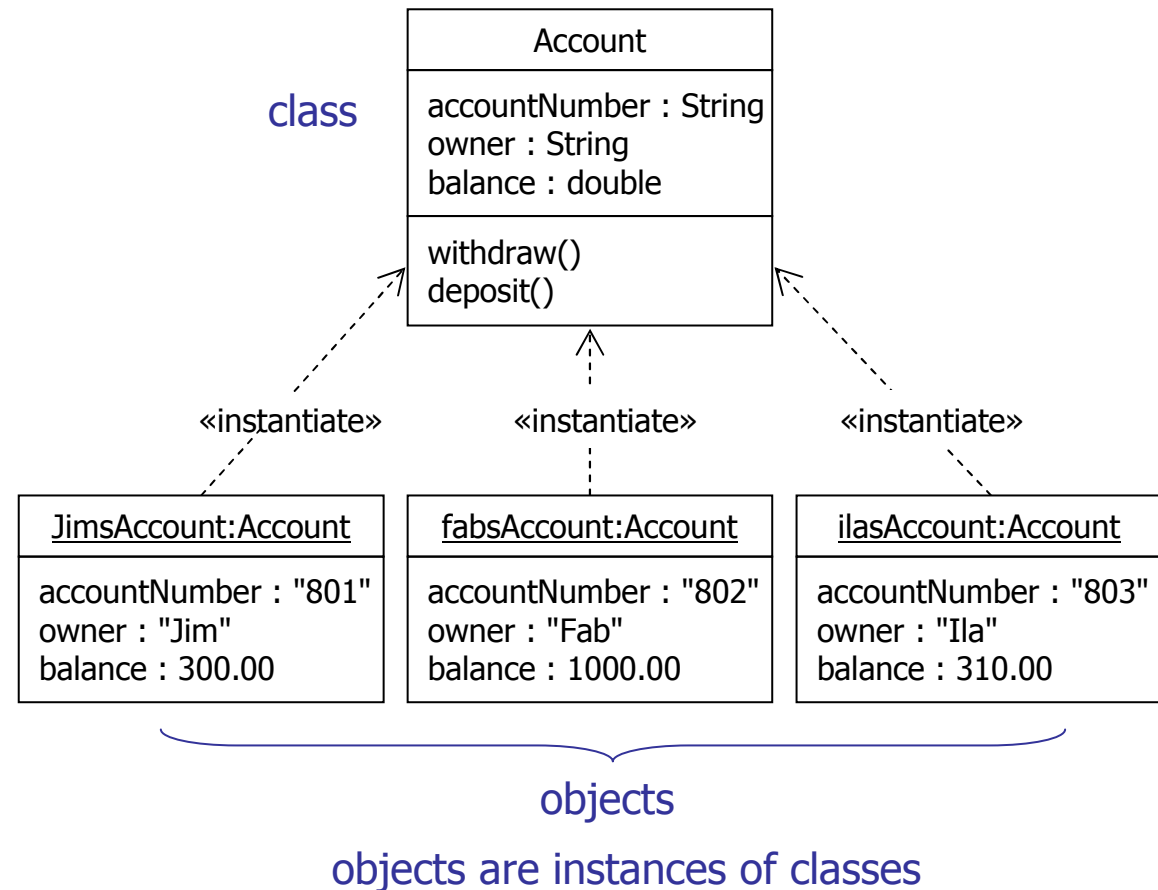 Account
class
accountNumber : String
owner : String
balance : double
withdraw()
deposit()
«instantiate» «instantiate» «instantiate»
JimsAccount:Account
accountNumber : "801"
owner : "Jim"
balance : 300.00
fabsAccount:Account
accountNumber : "802"
owner : "Fab"
balance : 1000.00
ilasAccount:Account
accountNumber : "803"
owner : "Ila"
balance : 310.00
objects
objects are instances of classes